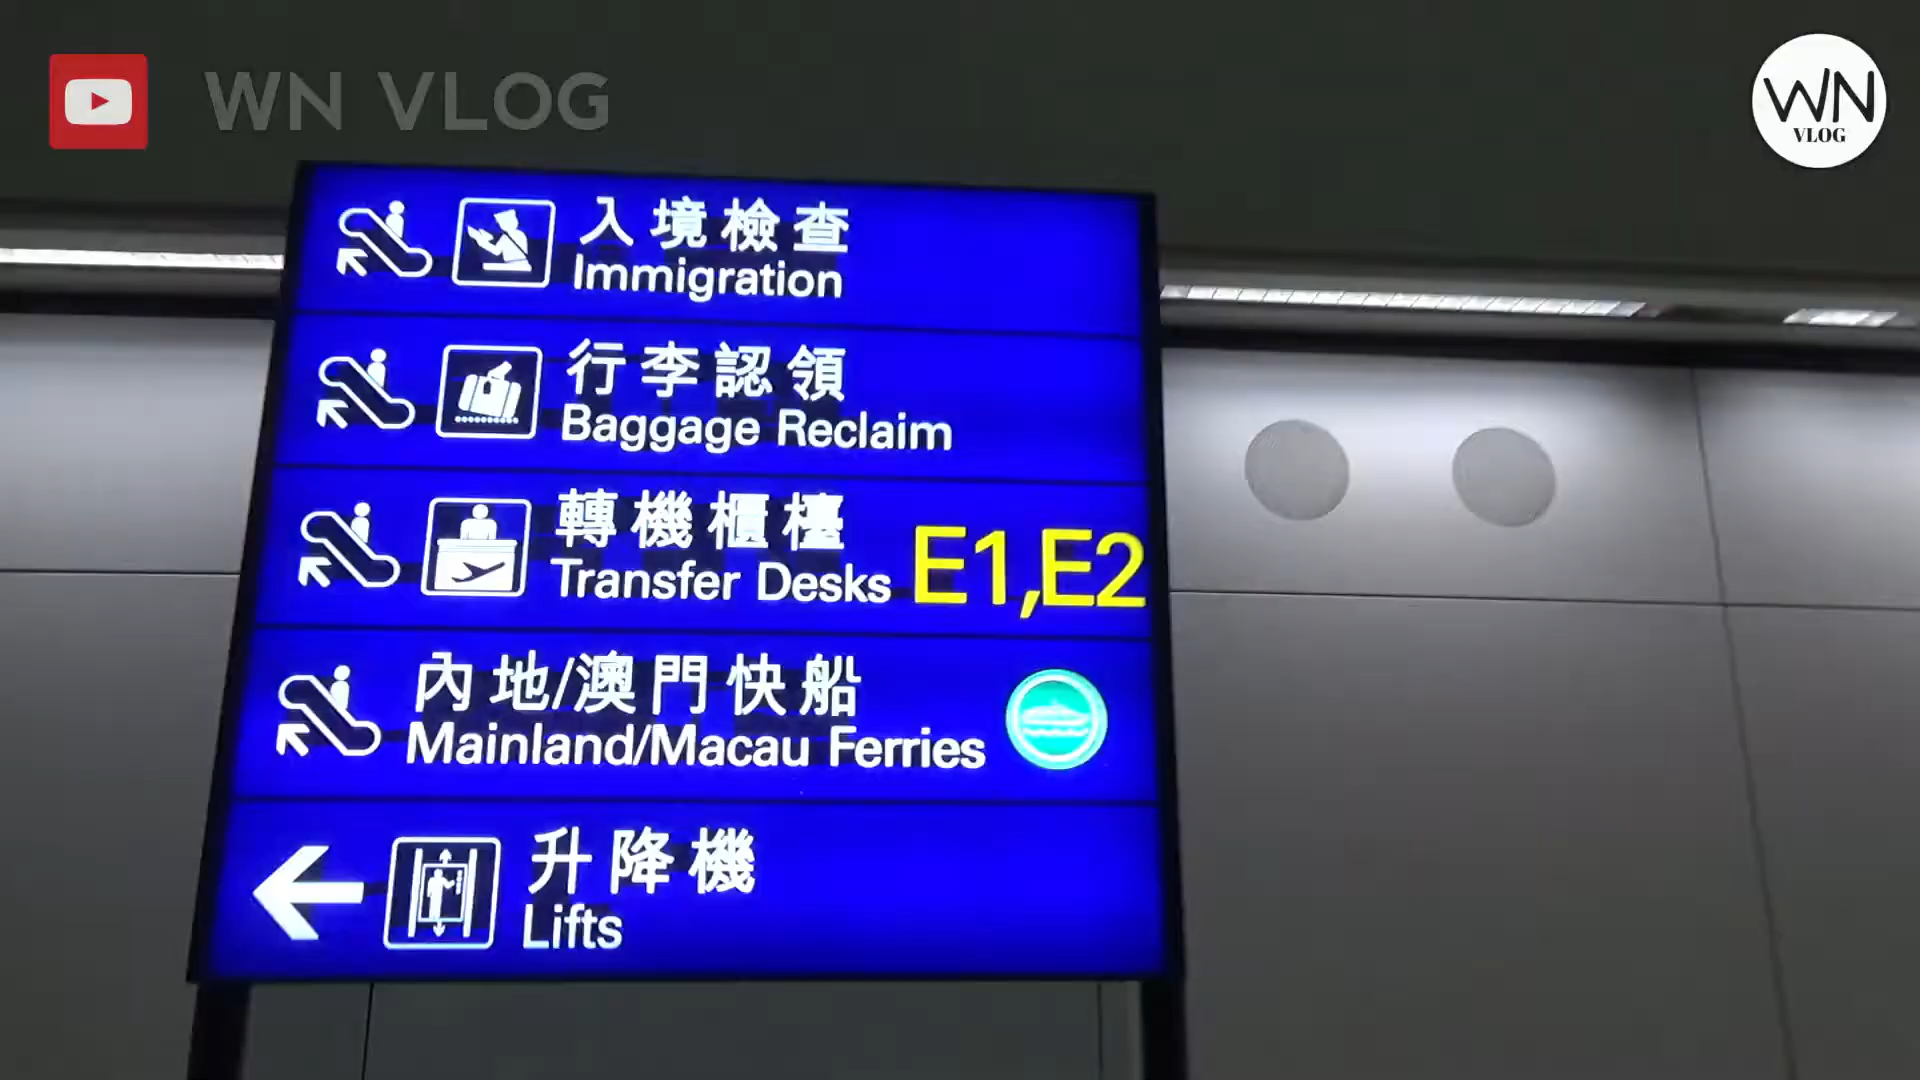 WN VLOG
WN
VLOG
入境檢查
Immigration
行李認領
Baggage Reclaim
轉機櫃檯
Transfer Desks E1,E2
內地/澳門快船
Mainland/Macau Ferries
升降機
Lifts